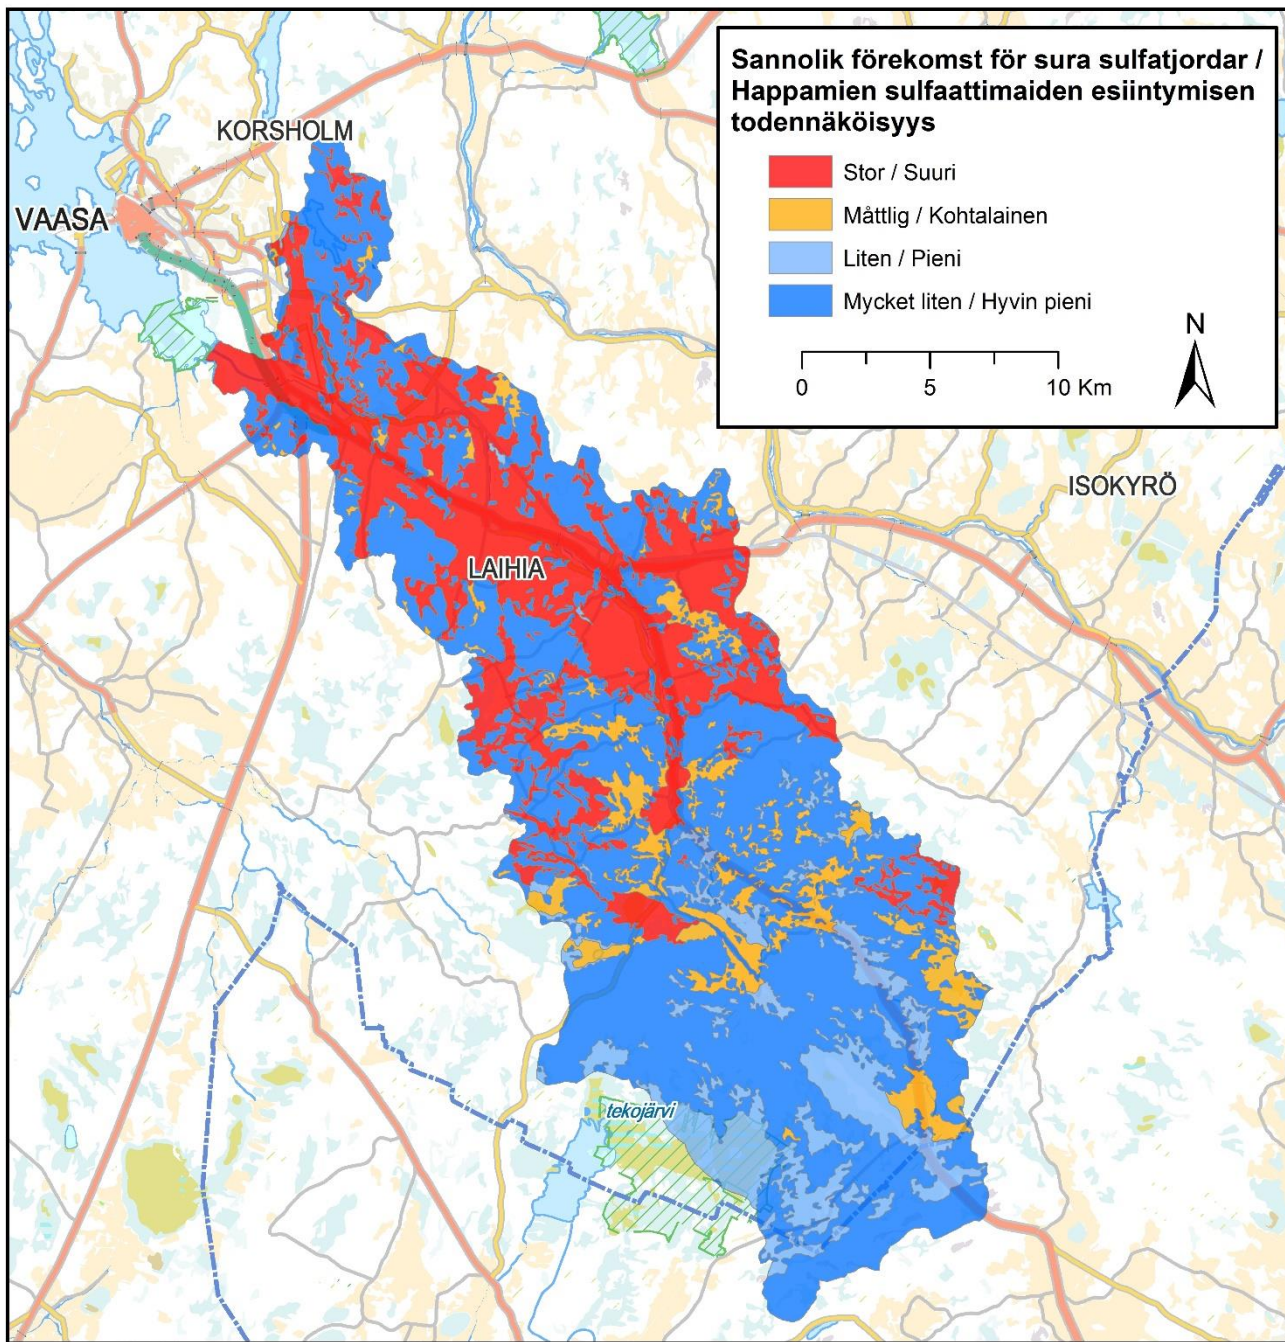 Sannolik förekomst för sura sulfatjordar /
Happamien sulfaattimaiden esiintymisen
todennäköisyys
Stor / Suuri
Måttlig / Kohtalainen
Liten / Pieni
Mycket liten / Hyvin pieni
N
0 5 10 Km
KORSHOLM
VAASA
ISOKYRÖ
LAIHIA
tekojärvi